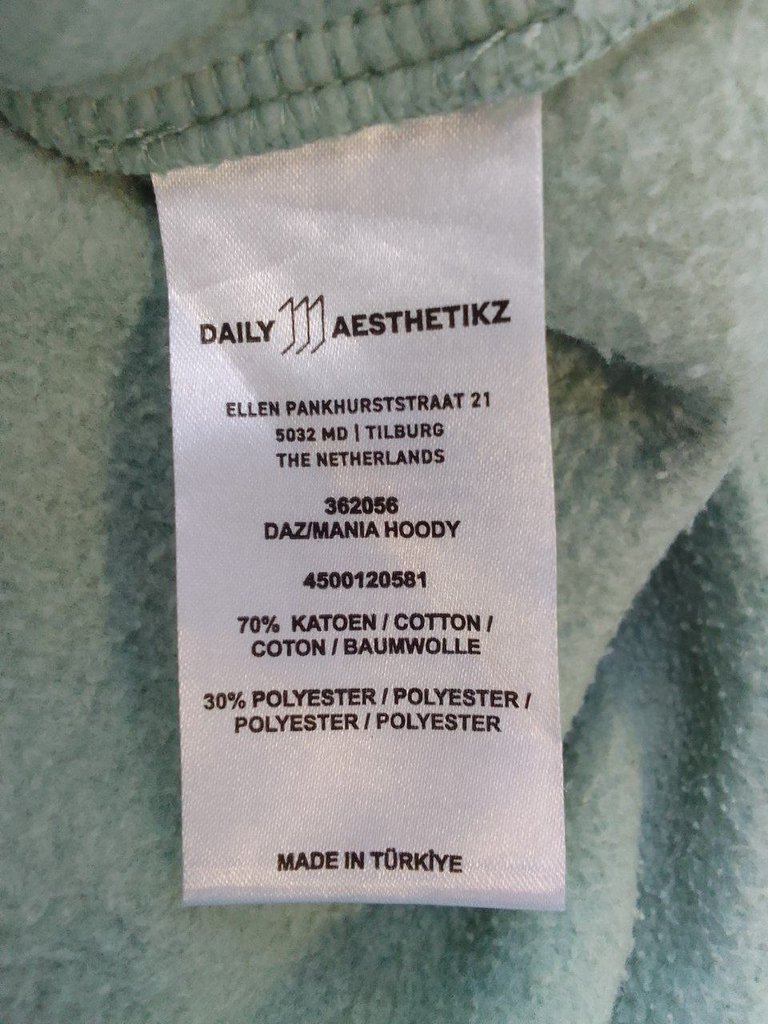 DAILY AESTHETIKZ
ELLEN PANKHURSTSTRAAT 21
5032 MD | TILBURG
THE NETHERLANDS
362056
DAZ/MANIA HOODY
4500120581
70% KATOEN / COTTON /
COTON / BAUMWOLLE
30% POLYESTER / POLYESTER /
POLYESTER / POLYESTER
MADE IN TÜRKİYE